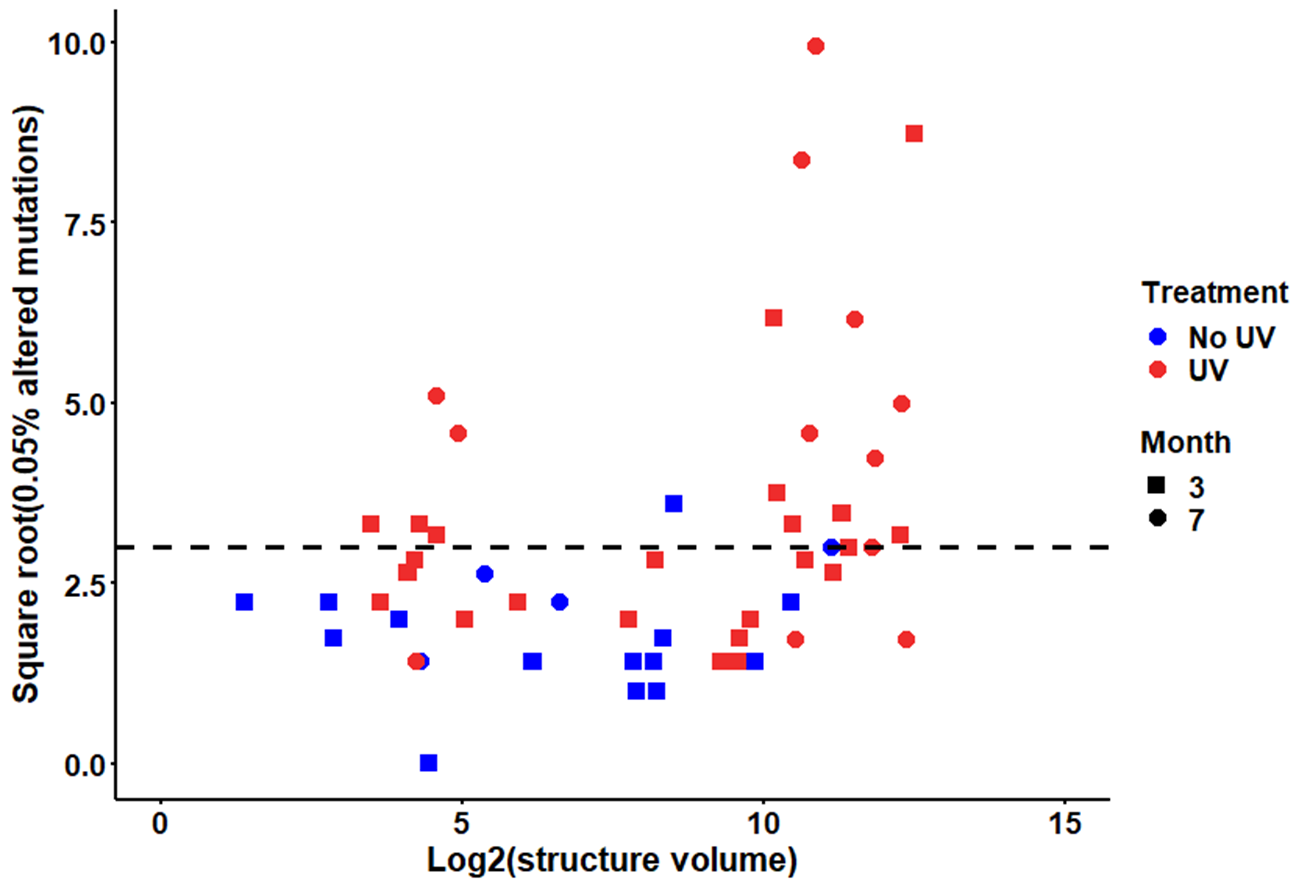 10.0
7.5
5.0
2.5
0.0
Square root(0.05% altered mutations)
0
5
10
15
Log2(structure volume)
Treatment
No UV
UV
Month
3
7